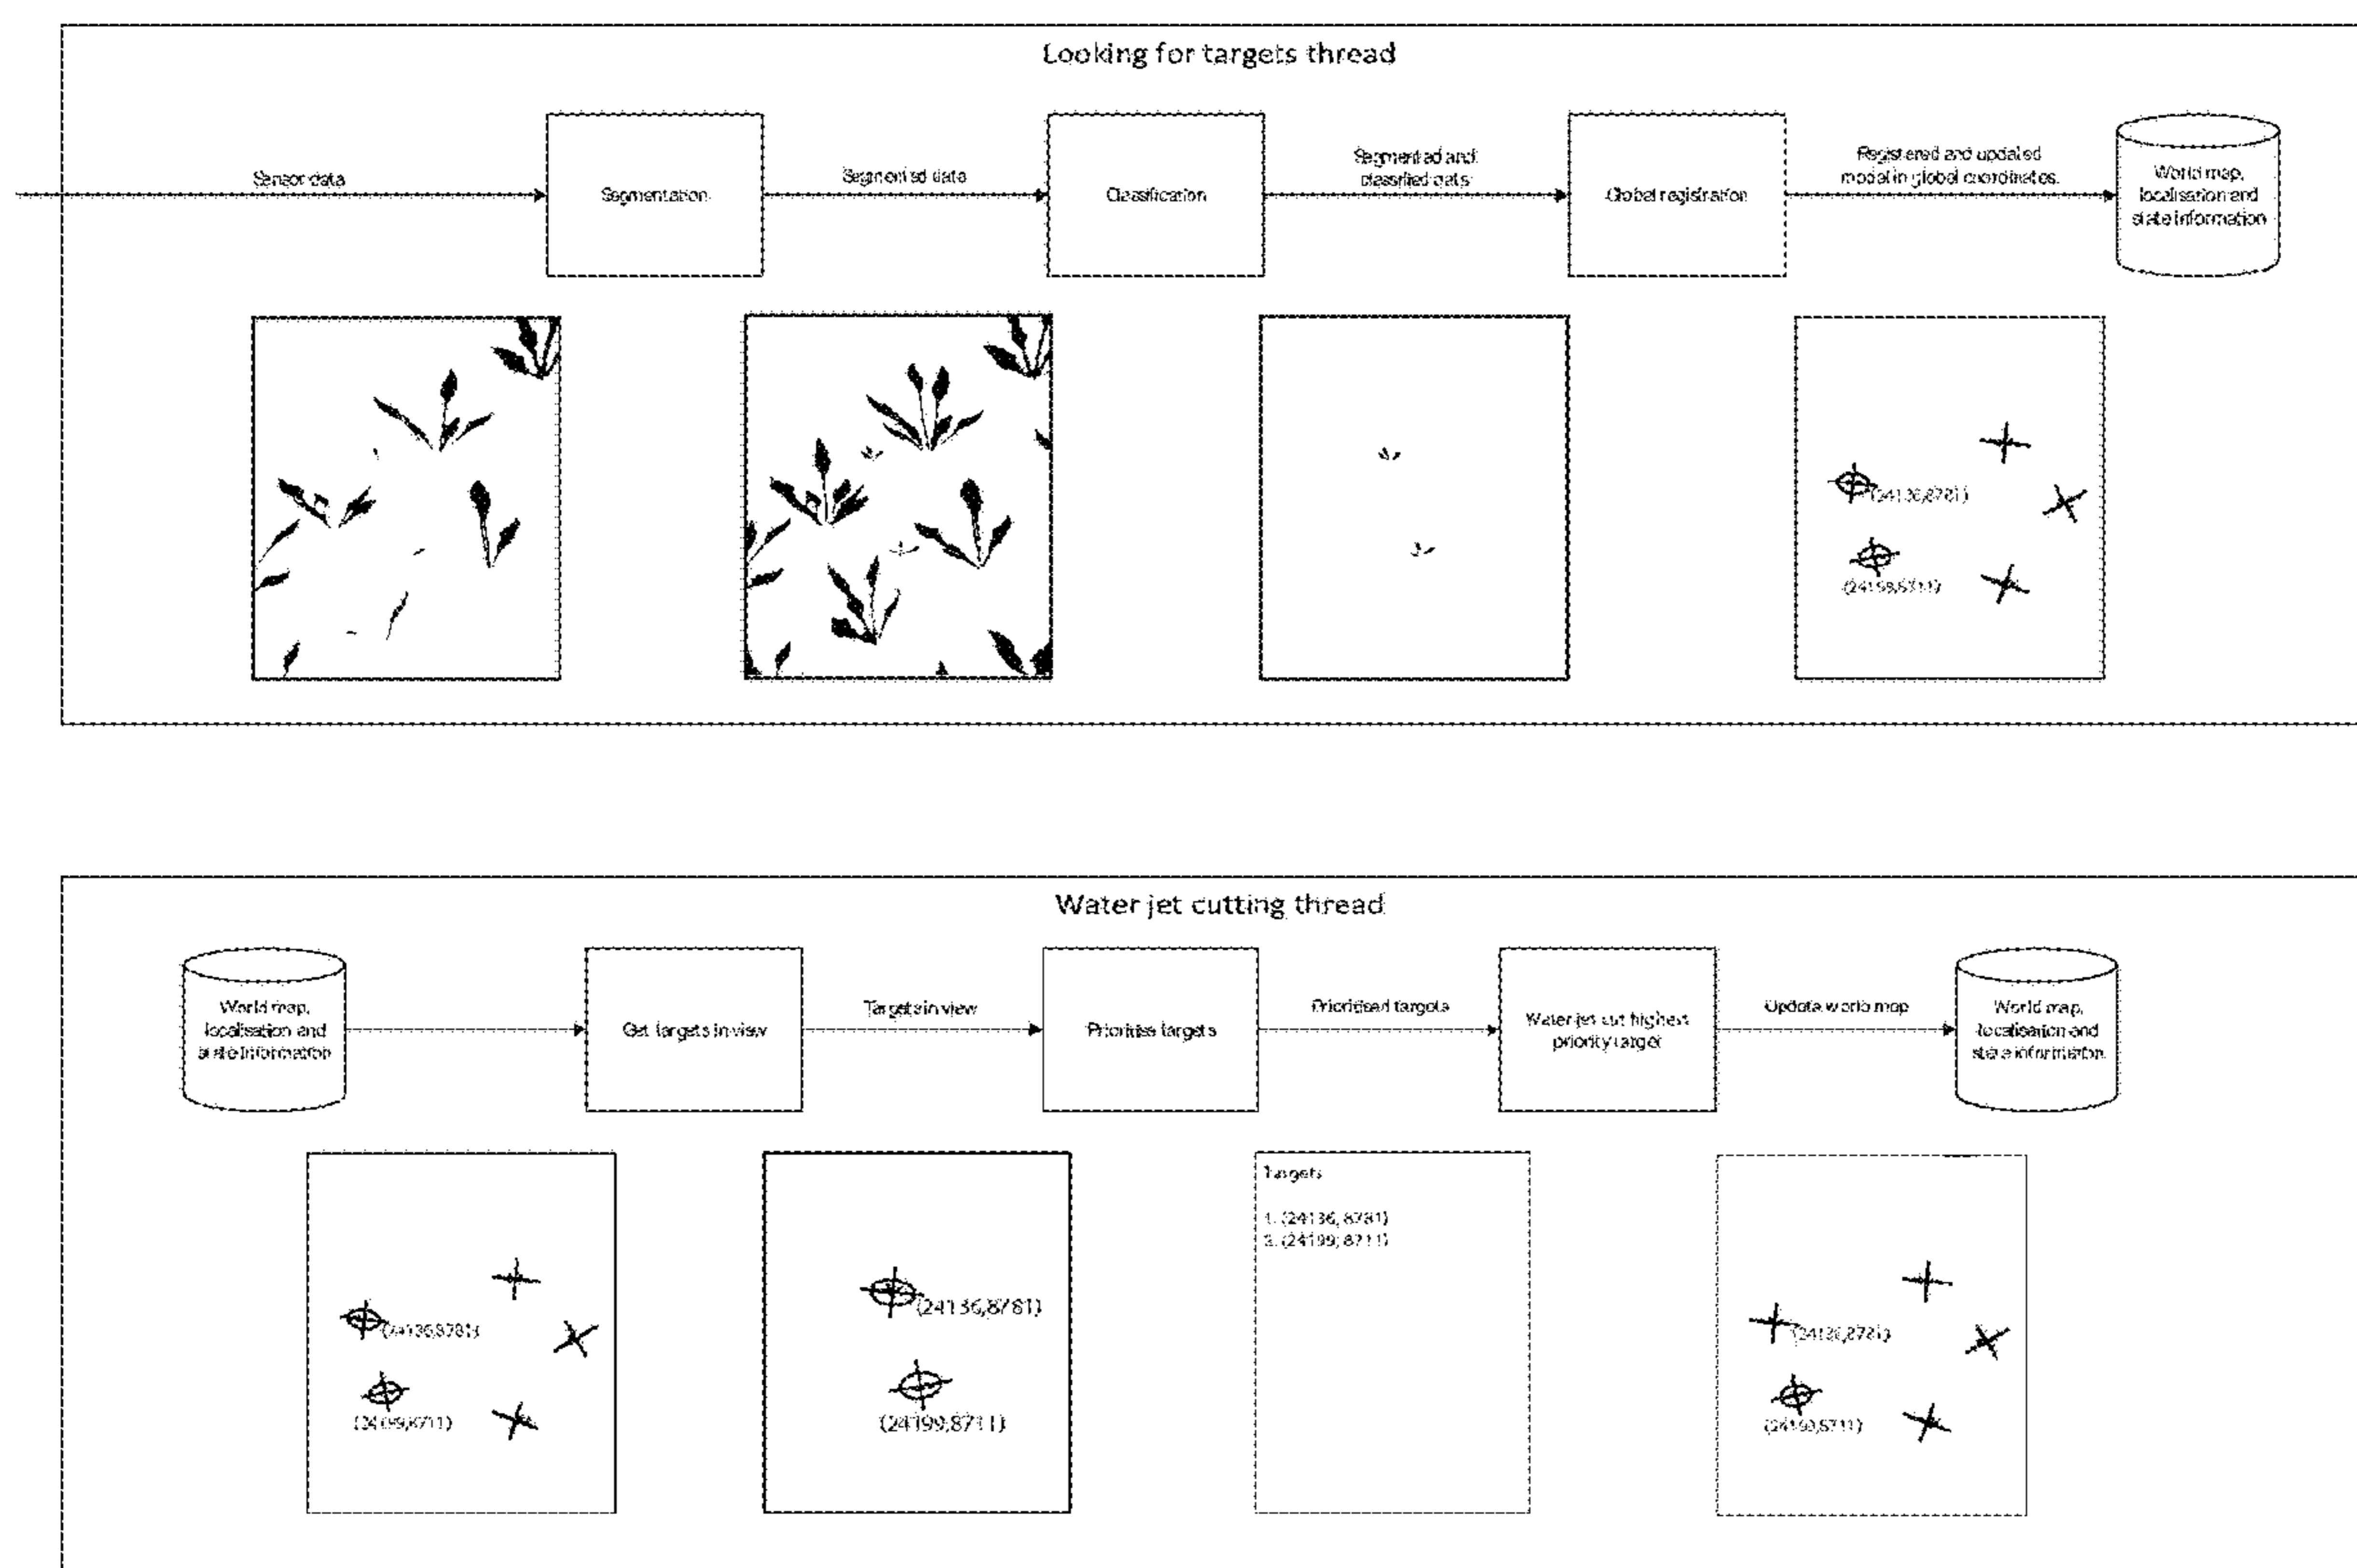 Looking for targets thread
Sensor data
Segmentation
Segmented data
Classification
Segmented and
classified data
Global registration
Registered and updated
model in global coordinates.
World map,
localisation and
state information
(24136,8781)
(24199,8711)
Water jet cutting thread
World map,
localisation and
state information
Get targets in view
Targets in view
Prioritise targets
Prioritised targets
Water jet cut highest
priority target
Update world map
World map,
localisation and
state information
(24136,8781)
(24199,8711)
(24136,8781)
(24199,8711)
Targets
1. (24136, 8781)
2. (24199, 8711)
(24136,8781)
(24199,8711)